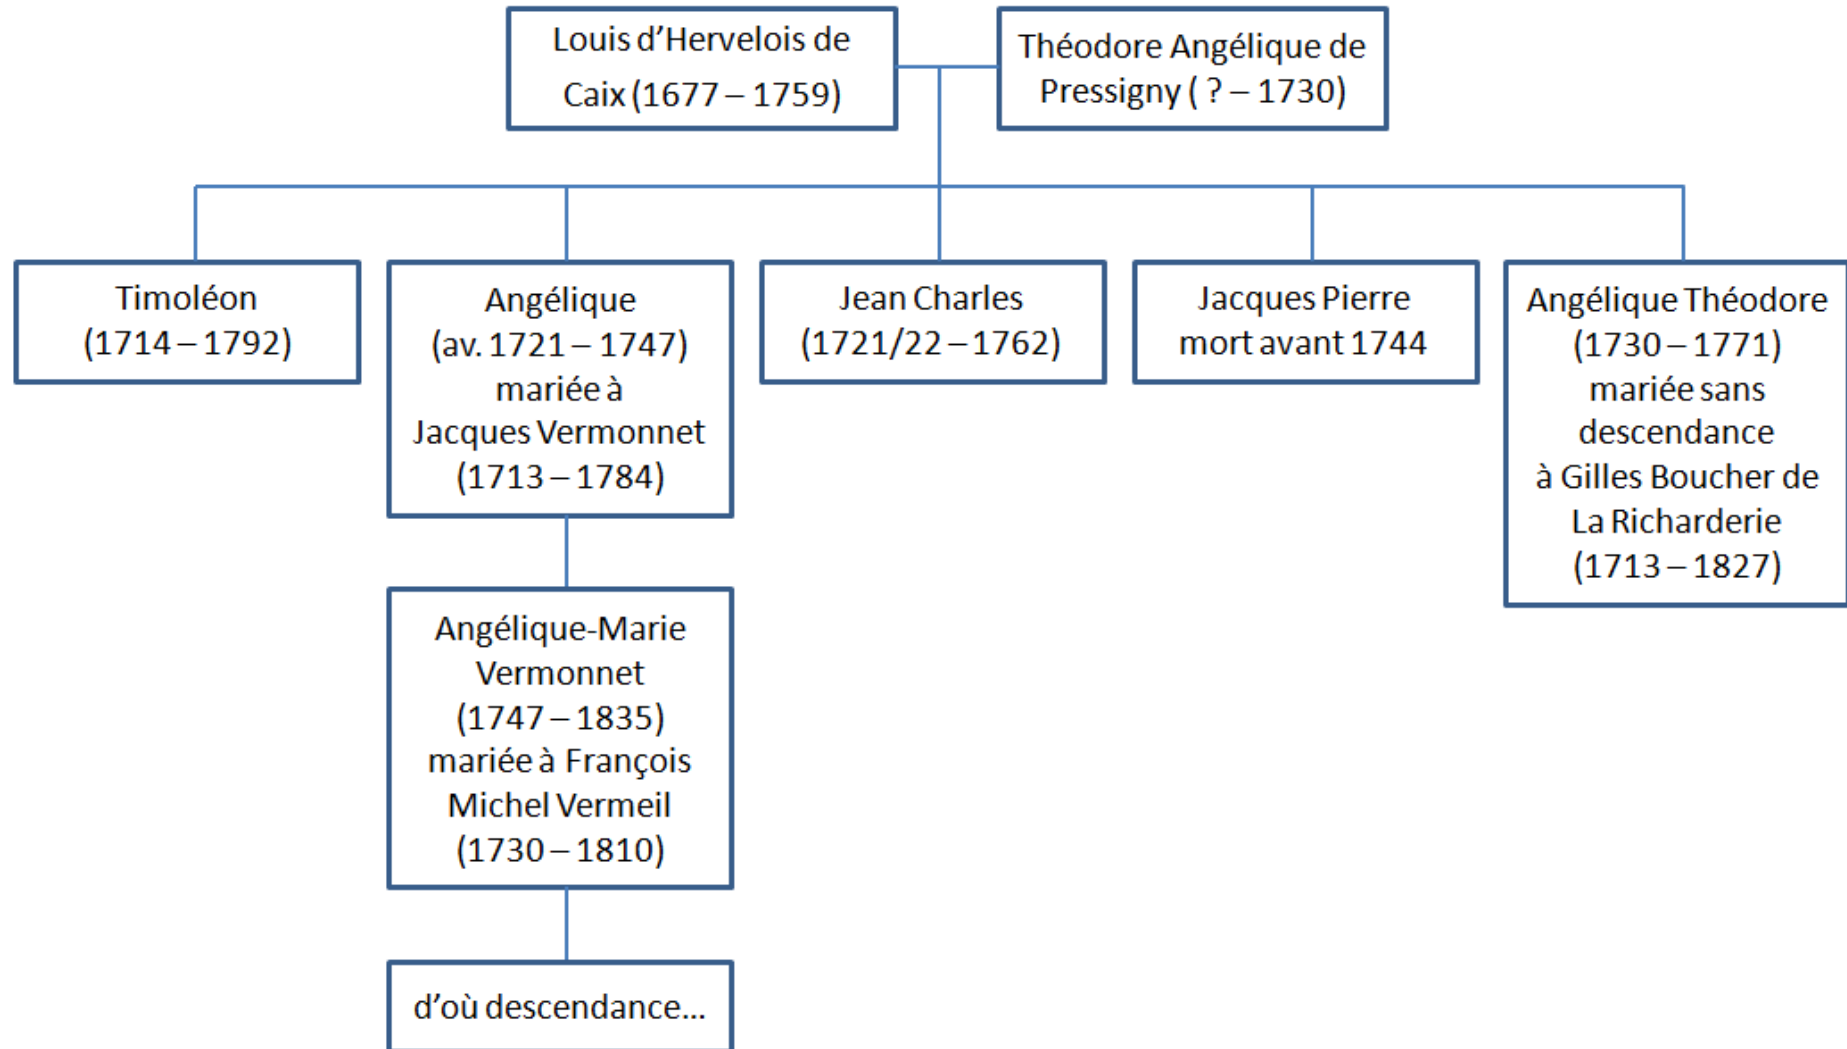 Louis d’Hervelois de
Caix (1677 – 1759)
Théodore Angélique de
Pressigny ( ? – 1730)
Timoléon
(1714 – 1792)
Angélique
(av. 1721 – 1747)
mariée à
Jacques Vermonnet
(1713 – 1784)
Jean Charles
(1721/22 – 1762)
Jacques Pierre
mort avant 1744
Angélique Théodore
(1730 – 1771)
mariée sans
descendance
à Gilles Boucher de
La Richarderie
(1713 – 1827)
Angélique-Marie
Vermonnet
(1747 – 1835)
mariée à François
Michel Vermeil
(1730 – 1810)
d’où descendance...